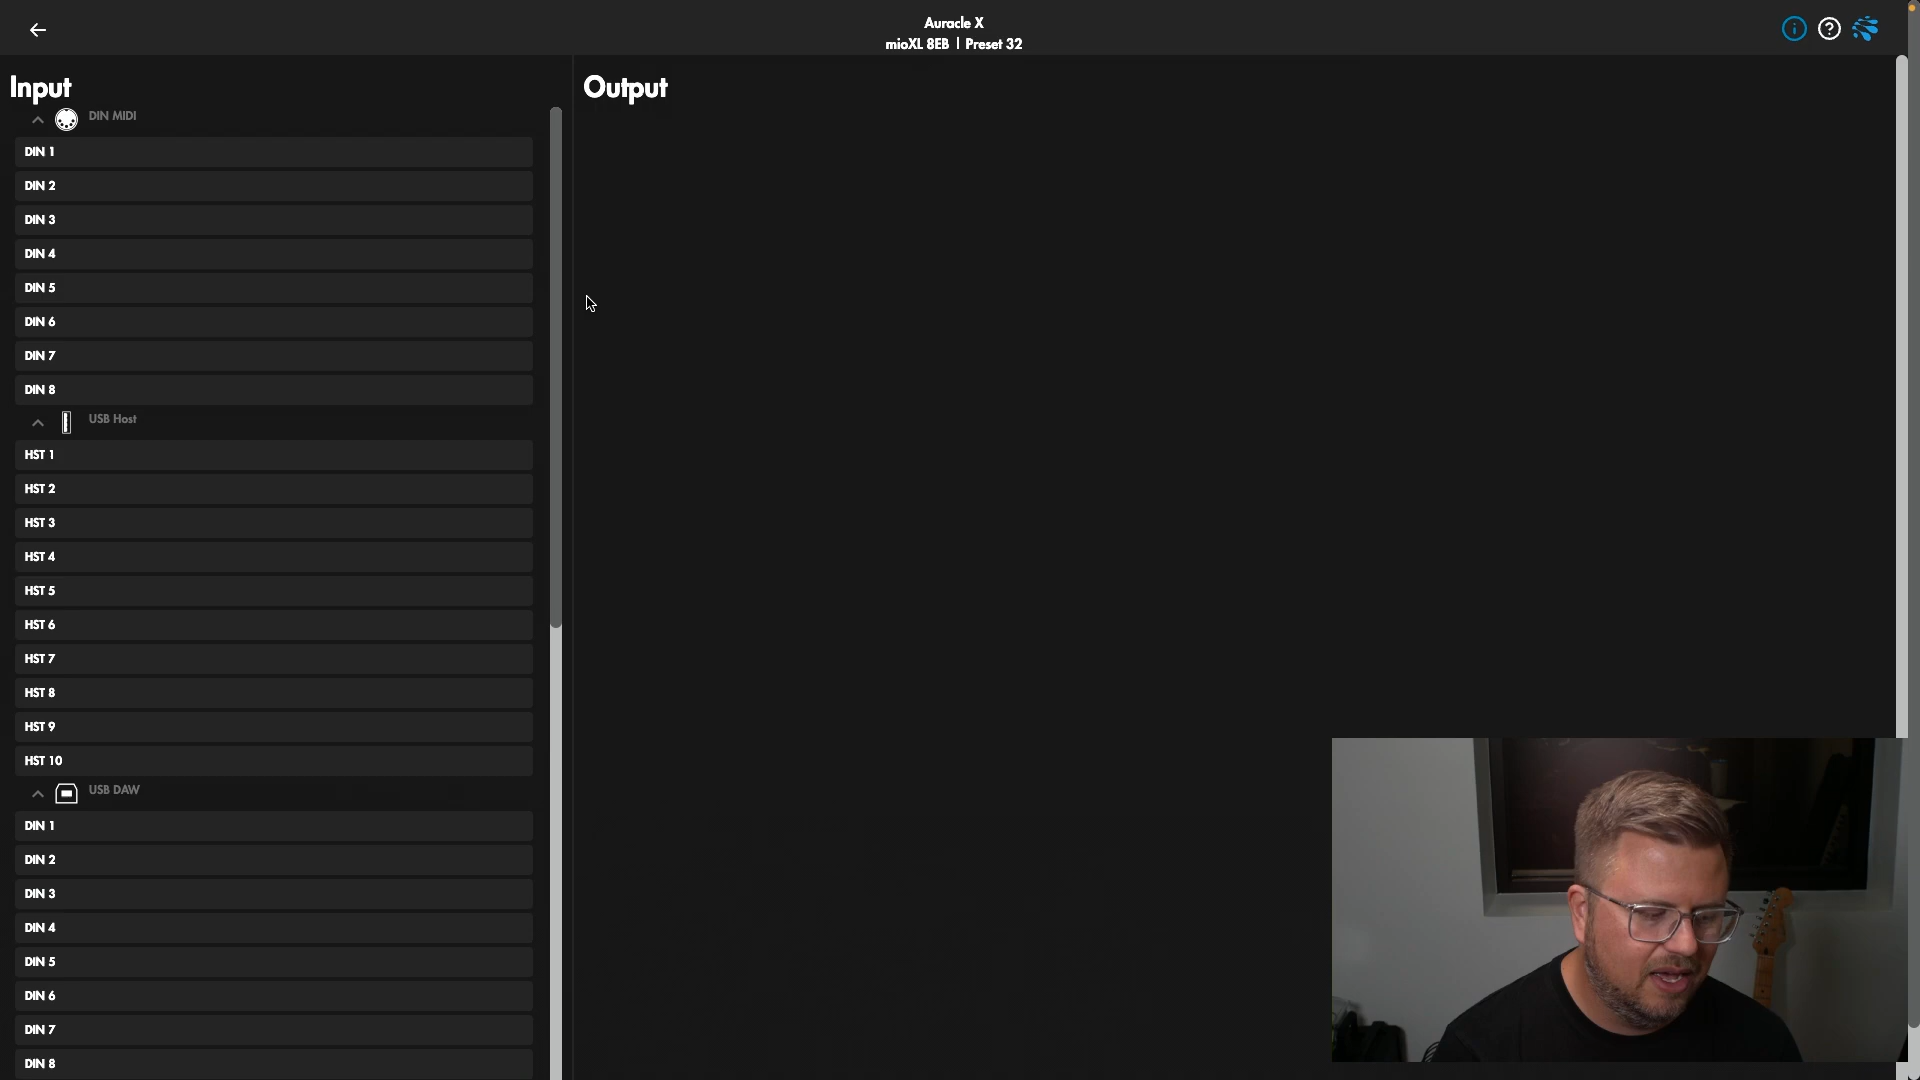 Auracle X
mioXL 8EB | Preset 32
Input
DIN MIDI
DIN 1
DIN 2
DIN 3
DIN 4
DIN 5
DIN 6
DIN 7
DIN 8
USB Host
HST 1
HST 2
HST 3
HST 4
HST 5
HST 6
HST 7
HST 8
HST 9
HST 10
USB DAW
DIN 1
DIN 2
DIN 3
DIN 4
DIN 5
DIN 6
DIN 7
DIN 8
Output